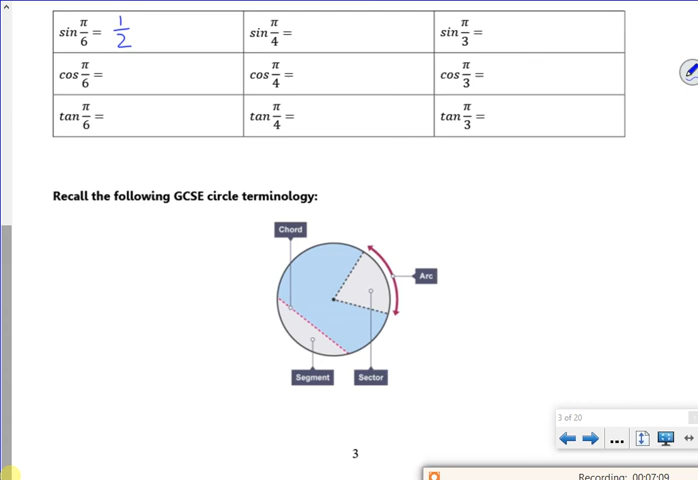 sin π/6 = 1/2 sin π/4 = sin π/3 =
cos π/6 = cos π/4 = cos π/3 =
tan π/6 = tan π/4 = tan π/3 =
Recall the following GCSE circle terminology:
Chord
Arc
Segment
Sector
3 of 20
3
Recording: 00:07:09